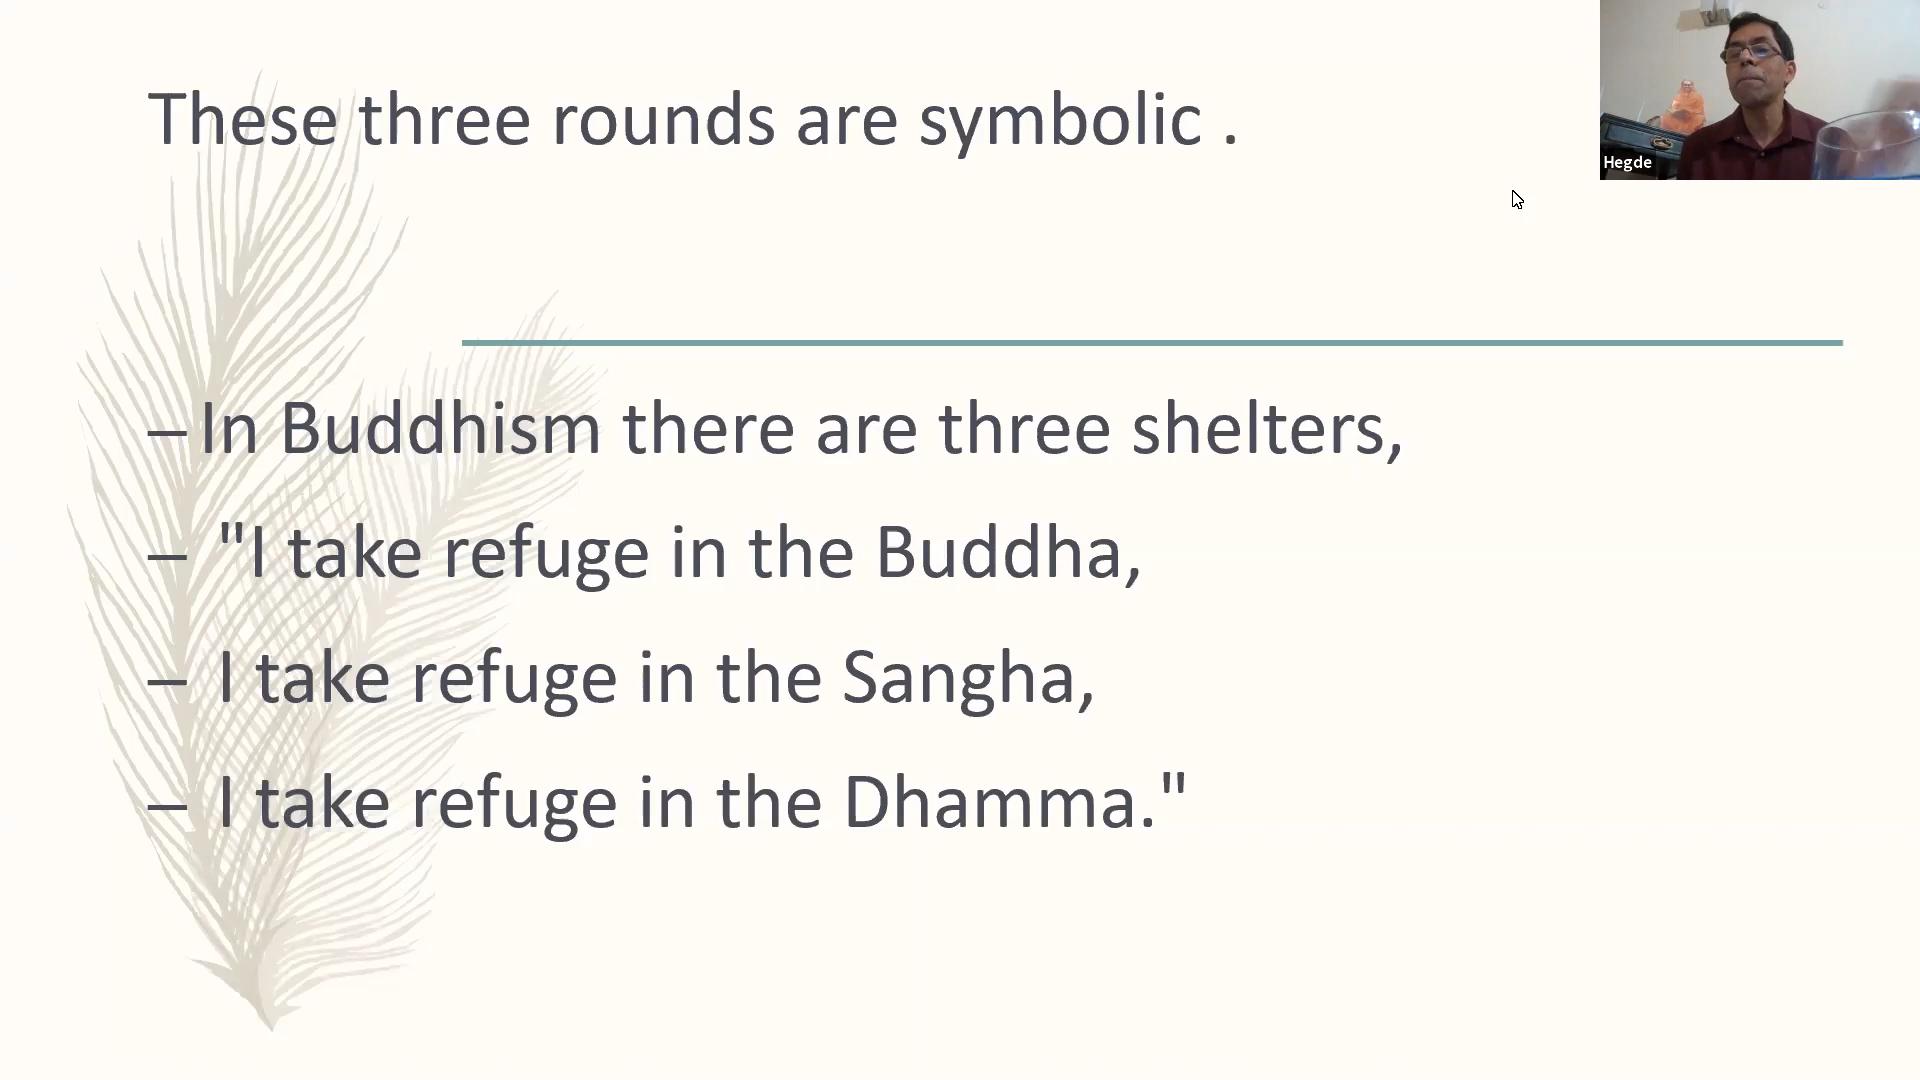 These three rounds are symbolic .
Hegde
– In Buddhism there are three shelters,
– "I take refuge in the Buddha,
– I take refuge in the Sangha,
– I take refuge in the Dhamma."